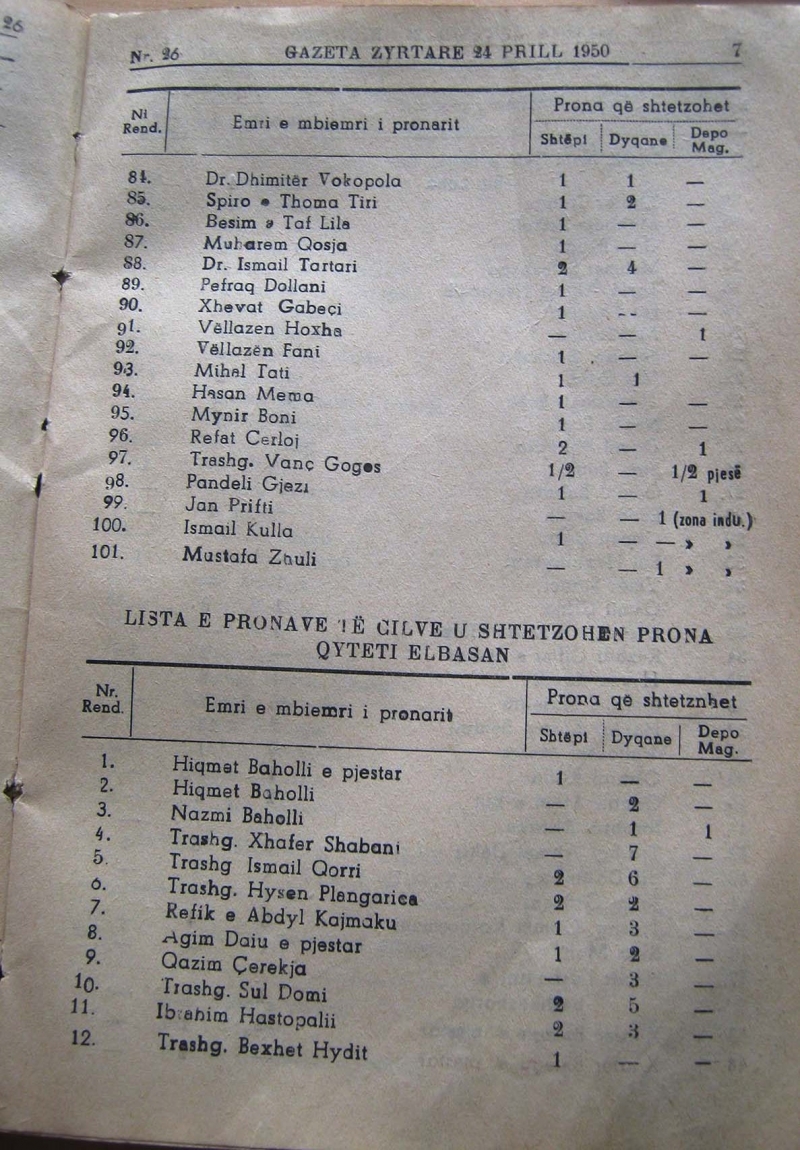 26
Nr. 26 GAZETA ZYRTARE 24 PRILL 1950 7
Nr Rend. Emri e mbiemri i pronarit Prona që shtetzohet
Shtëpi Dyqane Depo Mag.
84. Dr. Dhimitër Vokopola 1 1 —
85. Spiro e Thoma Tiri 1 2 —
86. Besim e Taf Lila 1 — —
87. Muharem Qosja 1 — —
88. Dr. Ismail Tartari 2 4 —
89. Pefraq Dollani 1 — —
90. Xhevat Gabeçi 1 -- —
91. Vëllazen Hoxha — — 1
92. Vëllazën Fani 1 — —
93. Mihal Tati 1 1
94. Hasan Mema 1 — —
95. Mynir Boni 1 — —
96. Refat Cerloj 2 — 1
97. Trashg. Vanç Goges 1/2 — 1/2 pjesë
98. Pandeli Gjezi 1 — 1
99. Jan Prifti — — 1 (zona indu.)
100. Ismail Kulla 1 — — » »
101. Mustafa Zhuli — — 1 » »
LISTA E PRONAVE TË CILVE U SHTETZOHEN PRONA
QYTETI ELBASAN
Nr. Rend. Emri e mbiemri i pronarit Prona që shtetznhet
Shtëpi Dyqane Depo Mag.
1. Hiqmet Baholli e pjestar 1 — —
2. Hiqmet Baholli — 2 —
3. Nazmi Baholli — 1 1
4. Trashg. Xhafer Shabani — 7 —
5. Trashg Ismail Qorri 2 6 —
6. Trashg. Hysen Plangarica 2 2 —
7. Refik e Abdyl Kajmaku 1 3 —
8. Agim Daiu e pjestar 1 2 —
9. Qazim Çerekja — 3 —
10. Trashg. Sul Domi 2 5 —
11. Ibrahim Hastopalii 2 3 —
12. Trashg. Bexhet Hydit 1 — —